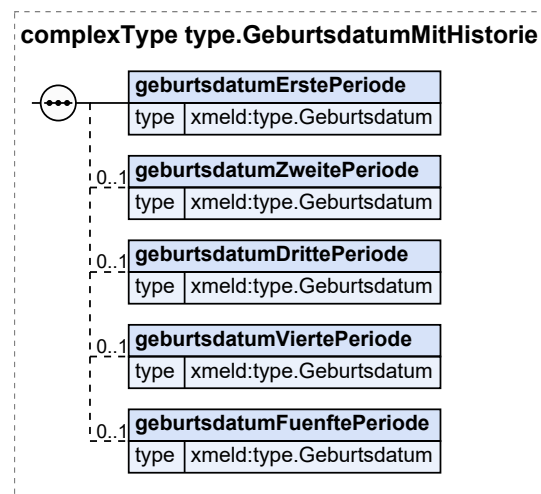 complexType type.GeburtsdatumMitHistorie
geburtsdatumErstePeriode
type xmeld:type.Geburtsdatum
0..1 geburtsdatumZweitePeriode
type xmeld:type.Geburtsdatum
0..1 geburtsdatumDrittePeriode
type xmeld:type.Geburtsdatum
0..1 geburtsdatumViertePeriode
type xmeld:type.Geburtsdatum
0..1 geburtsdatumFuenftePeriode
type xmeld:type.Geburtsdatum